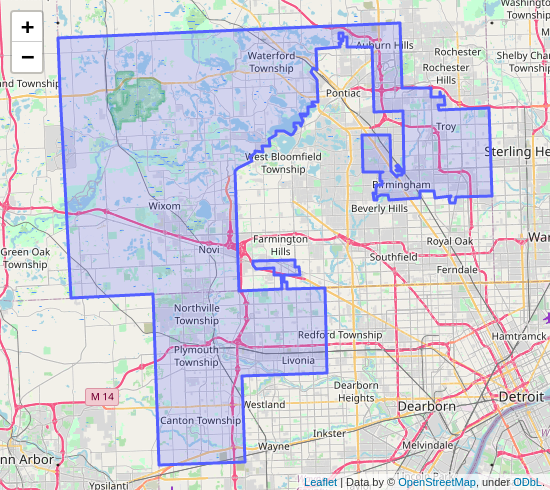 +
−
Washington
Township
Waterford
Township
Auburn Hills
Rochester
Shelby Char
Township
Rochester
Hills
and Township
Pontiac
Troy
Sterling He
West Bloomfield
Township
Birmingham
Wixom
Beverly Hills
Farmington
Hills
Royal Oak
War
Novi
Green Oak
Township
Southfield
Ferndale
Northville
Township
Redford Township
Hamtramck
Plymouth
Township
Livonia
Dearborn
Heights
M 14
Detroit
Westland
Dearborn
Canton Township
Inkster
Wayne
Melvindale
nn Arbor
Ypsilanti
Leaflet | Data by © OpenStreetMap, under ODbL.